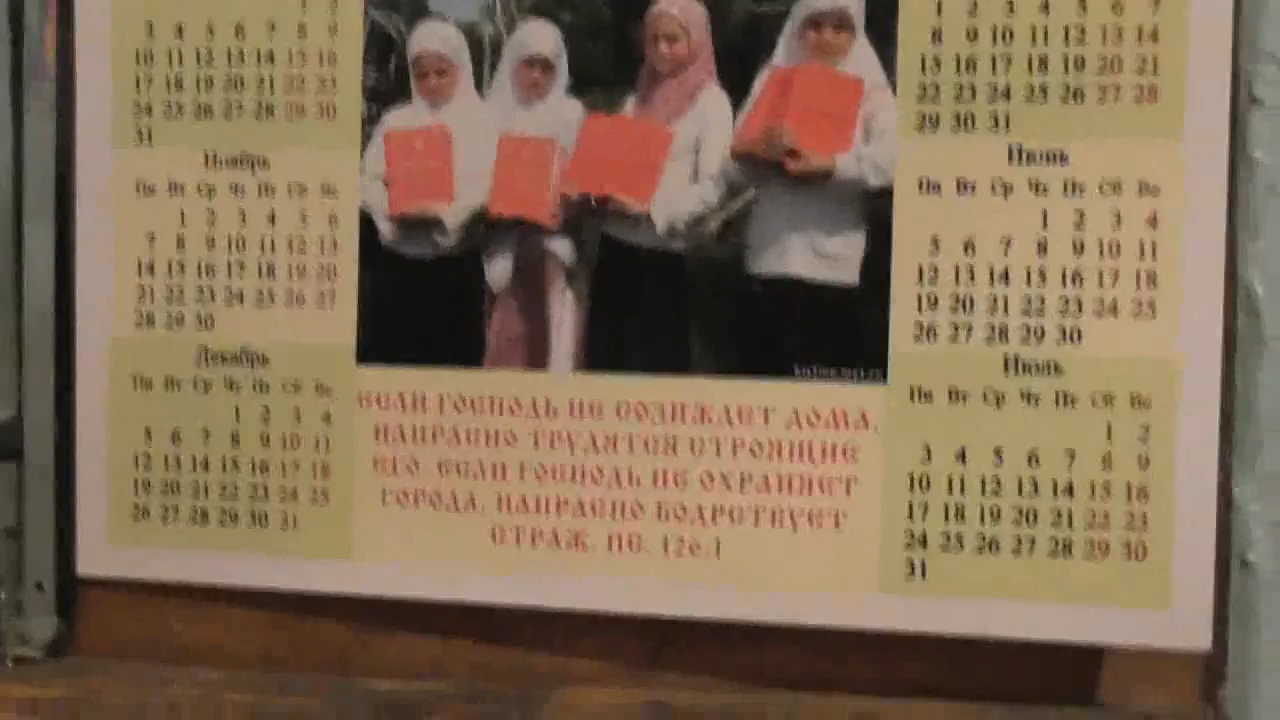 1 2
3 4 5 6 7 8 9
10 11 12 13 14 15 16
17 18 19 20 21 22 23
24 25 26 27 28 29 30
31
Ноябрь
Пн Вт Ср Чт Пт Сб Вс
1 2 3 4 5 6
7 8 9 10 11 12 13
14 15 16 17 18 19 20
21 22 23 24 25 26 27
28 29 30
Декабрь
Пн Вт Ср Чт Пт Сб Вс
1 2 3 4
5 6 7 8 9 10 11
12 13 14 15 16 17 18
19 20 21 22 23 24 25
26 27 28 29 30 31
ЕСЛИ ГОСПОДЬ НЕ СОЗИЖДЕТ ДОМА,
НАПРАСНО ТРУДЯТСЯ СТРОЯЩИЕ
ЕГО. ЕСЛИ ГОСПОДЬ НЕ ОХРАНИТ
ГОРОДА, НАПРАСНО БОДРСТВУЕТ
СТРАЖ. ПС. 126.1
1 2 3 4 5 6 7
8 9 10 11 12 13 14
15 16 17 18 19 20 21
22 23 24 25 26 27 28
29 30 31
Июнь
Пн Вт Ср Чт Пт Сб Вс
1 2 3 4
5 6 7 8 9 10 11
12 13 14 15 16 17 18
19 20 21 22 23 24 25
26 27 28 29 30
Июль
Пн Вт Ср Чт Пт Сб Вс
1 2
3 4 5 6 7 8 9
10 11 12 13 14 15 16
17 18 19 20 21 22 23
24 25 26 27 28 29 30
31